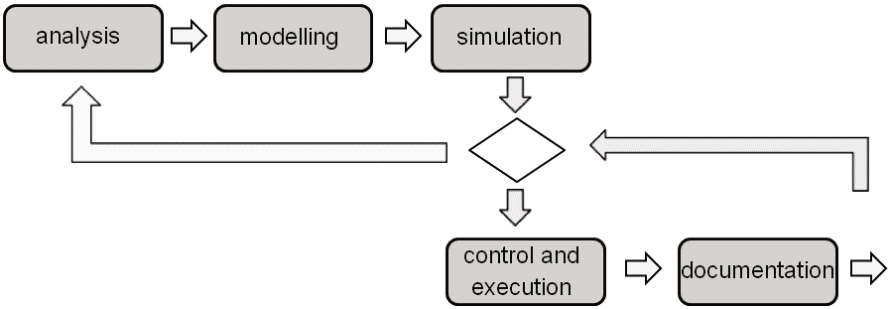 analysis
modelling
simulation
control and
execution
documentation